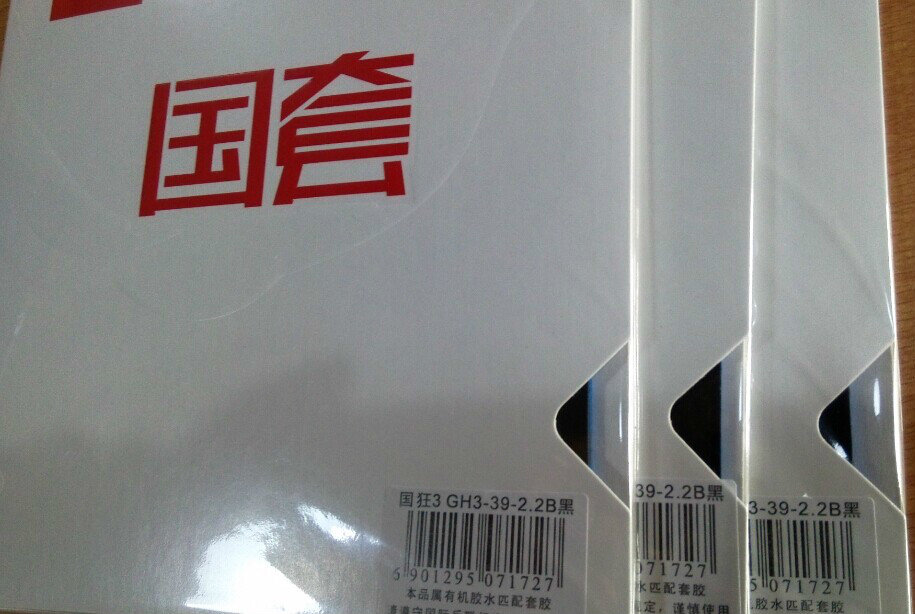 国套
国狂3 GH3-39-2.2B黑
6 901295 071727
本品属有机胶水匹配套胶
39-2.2B黑
071727
水匹配套胶
定，谨慎使用
3-39-2.2B黑
5 071727
胶水匹配套胶